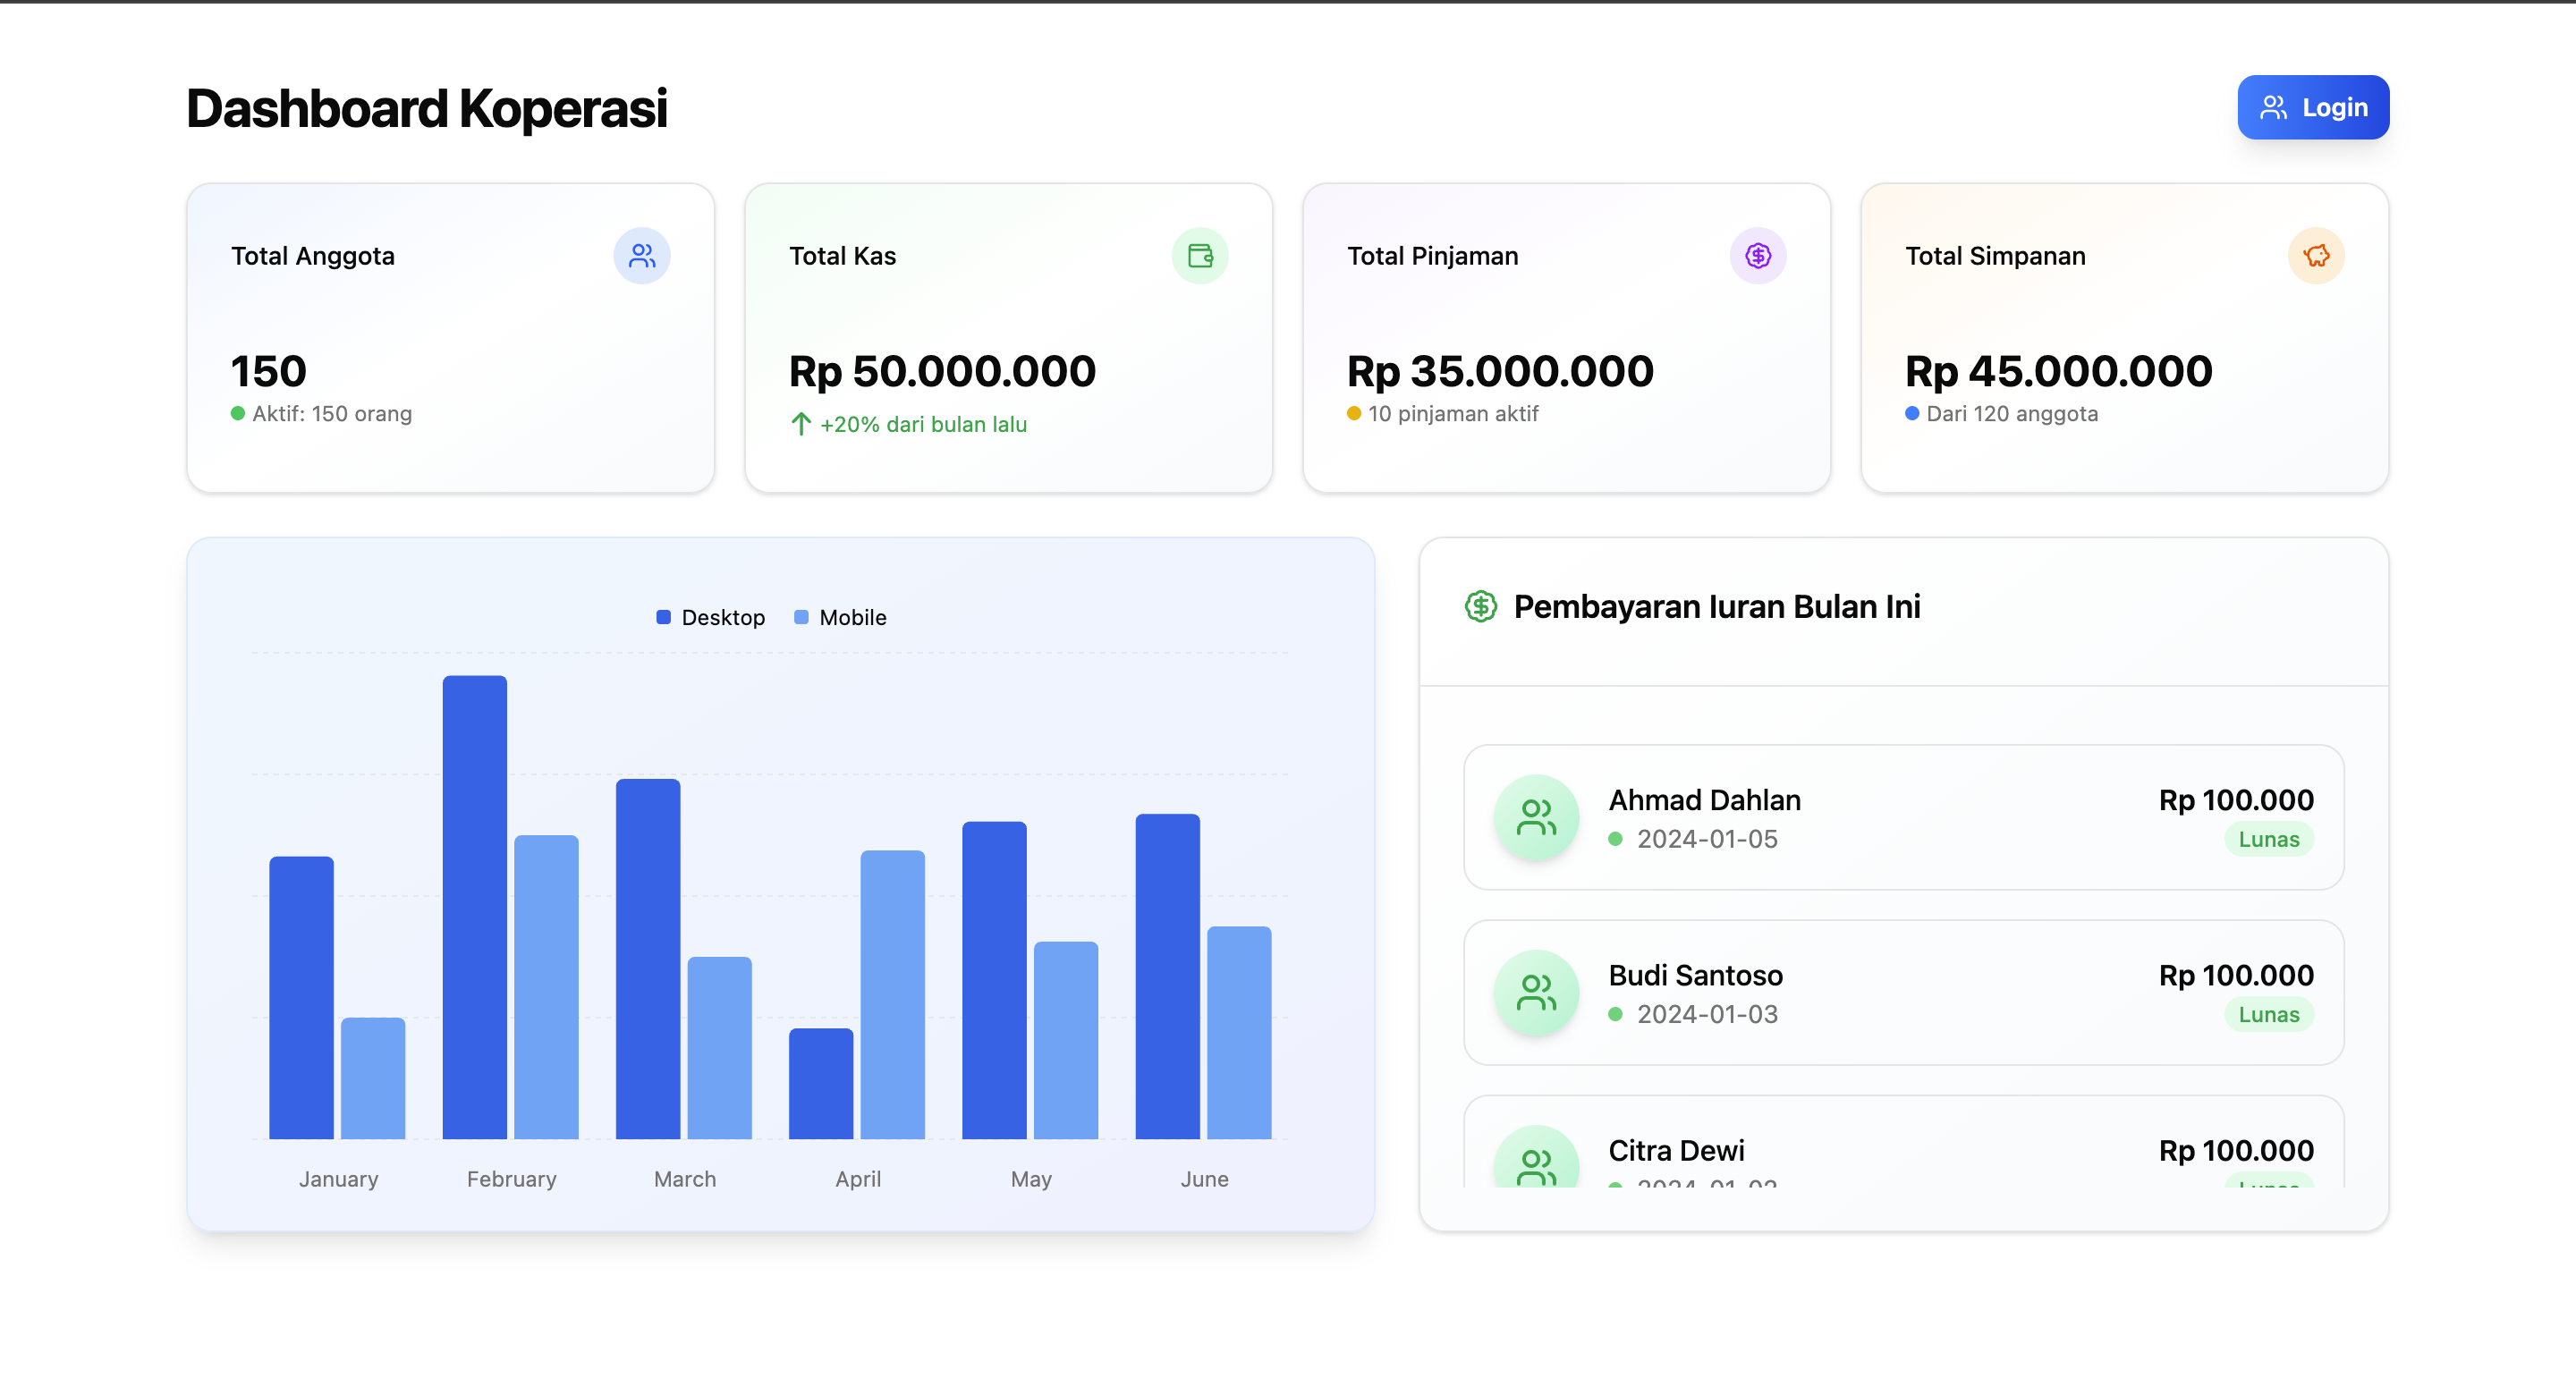 Dashboard Koperasi
Login
Total Anggota
150
Aktif: 150 orang
Total Kas
Rp 50.000.000
+20% dari bulan lalu
Total Pinjaman
Rp 35.000.000
10 pinjaman aktif
Total Simpanan
Rp 45.000.000
Dari 120 anggota
Desktop Mobile
January February March April May June
Pembayaran Iuran Bulan Ini
Ahmad Dahlan Rp 100.000
2024-01-05 Lunas
Budi Santoso Rp 100.000
2024-01-03 Lunas
Citra Dewi Rp 100.000